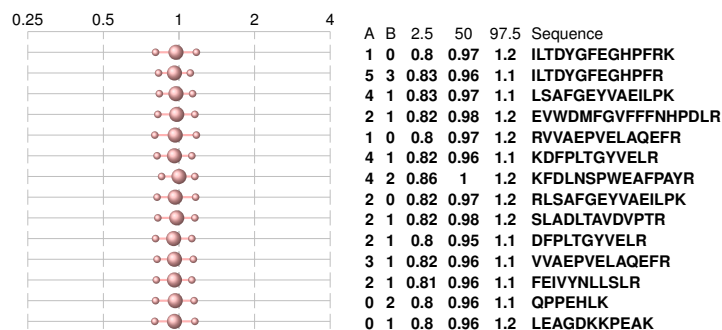 0.25 0.5 1 2 4
A B 2.5 50 97.5 Sequence
1 0 0.8 0.97 1.2 ILTDYGFEGHPFRK
5 3 0.83 0.96 1.1 ILTDYGFEGHPFR
4 1 0.83 0.97 1.1 LSAFGEYVAEILPK
2 1 0.82 0.98 1.2 EVWDMFGVFFFNHPDLR
1 0 0.8 0.97 1.2 RVVAEPVELAQEFR
4 1 0.82 0.96 1.1 KDFPLTGYVELR
4 2 0.86 1 1.2 KFDLNSPWEAFPAYR
2 0 0.82 0.97 1.2 RLSAFGEYVAEILPK
2 1 0.82 0.98 1.2 SLADLTAVDVPTR
2 1 0.8 0.95 1.1 DFPLTGYVELR
3 1 0.82 0.96 1.1 VVAEPVELAQEFR
2 1 0.81 0.96 1.1 FEIVYNLLSLR
0 2 0.8 0.96 1.1 QPPEHLK
0 1 0.8 0.96 1.2 LEAGDKKPEAK